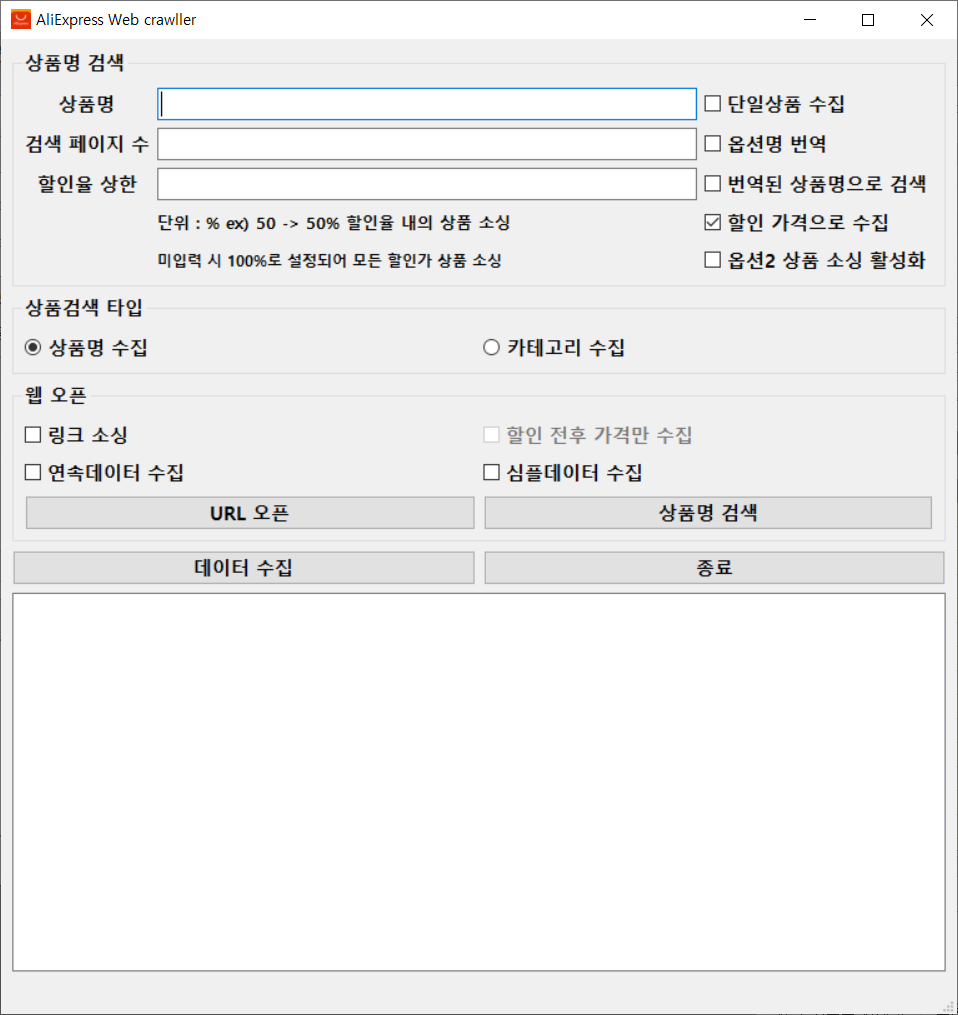 AliExpress Web crawller
상품명 검색
상품명
단일상품 수집
검색 페이지 수
옵션명 번역
할인율 상한
번역된 상품명으로 검색
단위 : % ex) 50 -> 50% 할인율 내의 상품 소싱
할인 가격으로 수집
미입력 시 100%로 설정되어 모든 할인가 상품 소싱
옵션2 상품 소싱 활성화
상품검색 타입
상품명 수집
카테고리 수집
웹 오픈
링크 소싱
할인 전후 가격만 수집
연속데이터 수집
심플데이터 수집
URL 오픈
상품명 검색
데이터 수집
종료